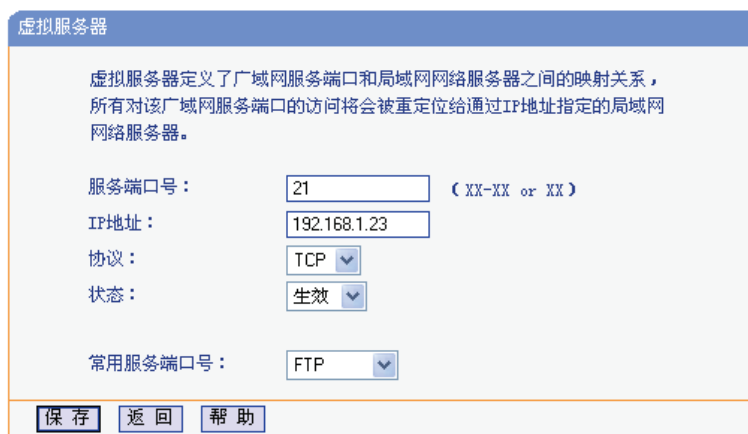 虚拟服务器
虚拟服务器定义了广域网服务端口和局域网网络服务器之间的映射关系，
所有对该广域网服务端口的访问将会被重定位给通过IP地址指定的局域网
网络服务器。
服务端口号： 21 （XX-XX or XX）
IP地址： 192.168.1.23
协议： TCP
状态： 生效
常用服务端口号： FTP
保 存 返 回 帮 助